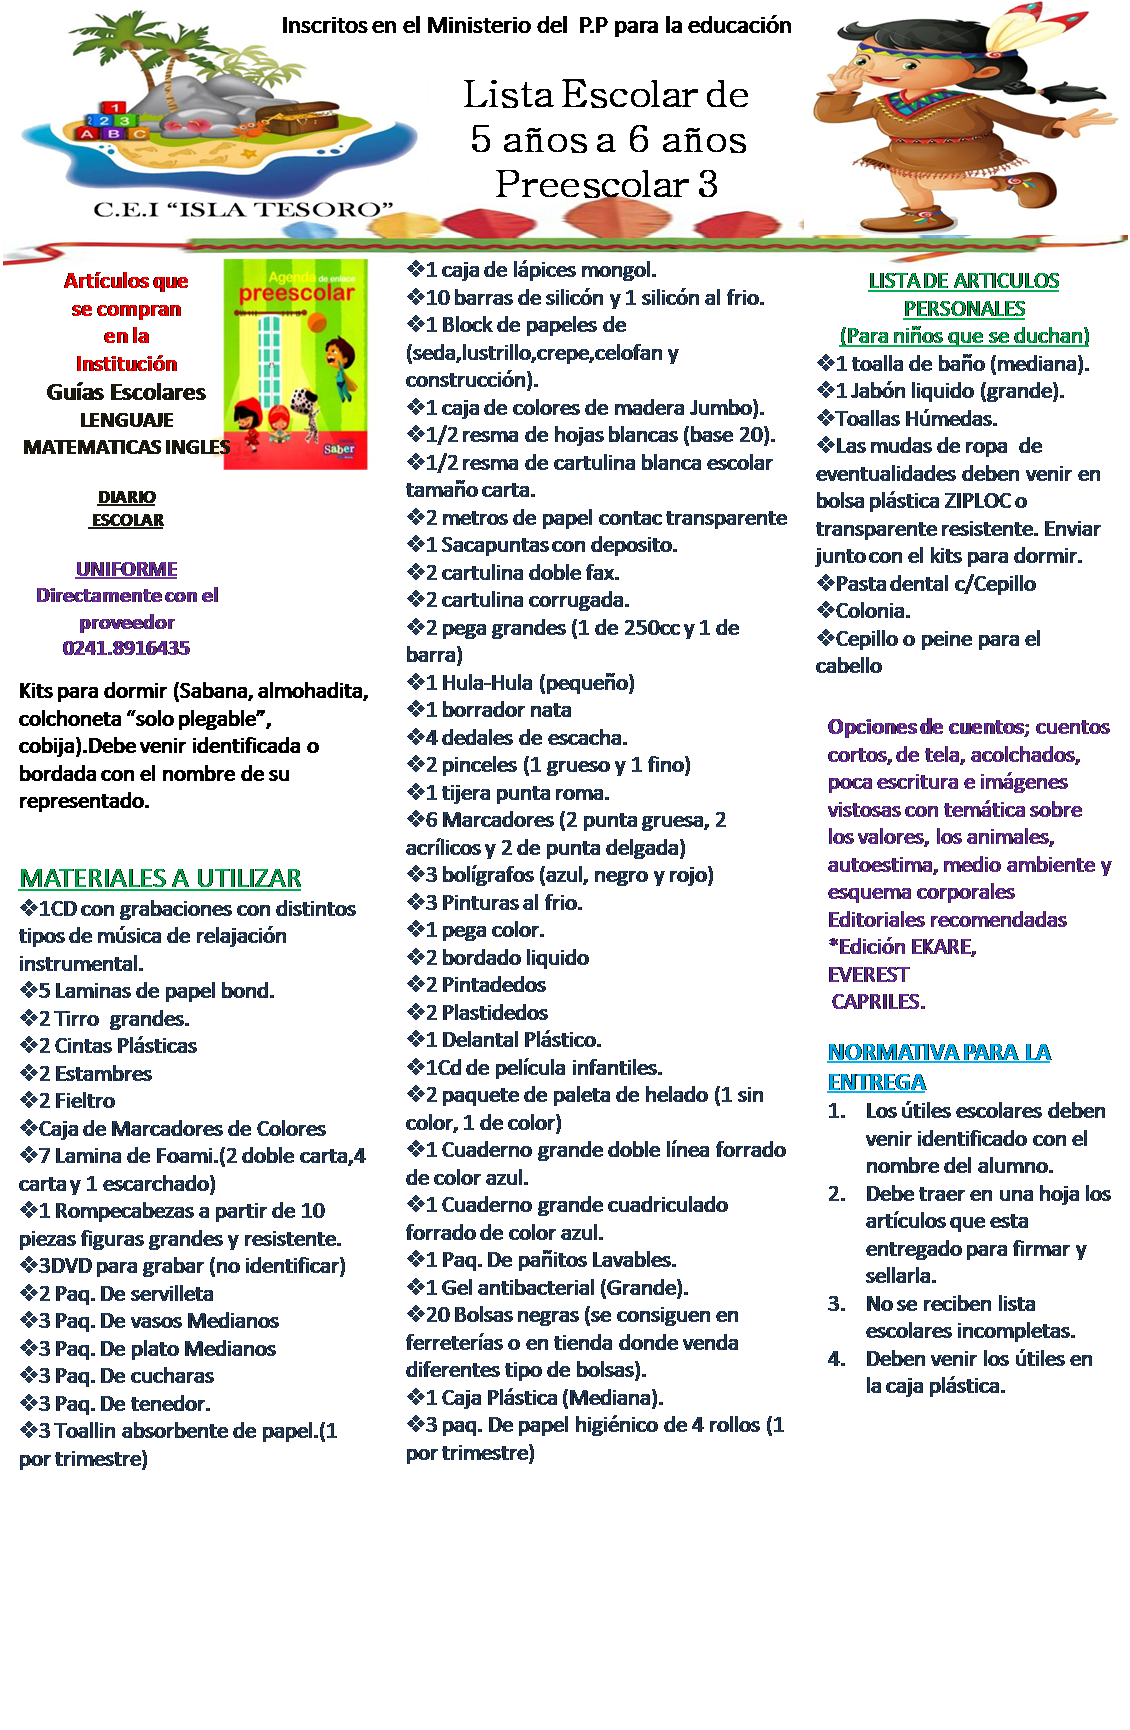 Inscritos en el Ministerio del  P.P para la educación
Lista Escolar de
5 años a 6 años
Preescolar 3
1
2 3
A B C
C.E.I “ISLA TESORO”
Artículos que
se compran
en la
Institución
Guías Escolares
LENGUAJE
MATEMATICAS INGLES
Agenda de enlace
preescolar
Saber
DIARIO
ESCOLAR
UNIFORME
Directamente con el
proveedor
0241.8916435
Kits para dormir (Sabana, almohadita,
colchoneta “solo plegable”,
cobija).Debe venir identificada o
bordada con el nombre de su
representado.
MATERIALES A UTILIZAR
❖1CD con grabaciones con distintos
tipos de música de relajación
instrumental.
❖5 Laminas de papel bond.
❖2 Tirro  grandes.
❖2 Cintas Plásticas
❖2 Estambres
❖2 Fieltro
❖Caja de Marcadores de Colores
❖7 Lamina de Foami.(2 doble carta,4
carta y 1 escarchado)
❖1 Rompecabezas a partir de 10
piezas figuras grandes y resistente.
❖3DVD para grabar (no identificar)
❖2 Paq. De servilleta
❖3 Paq. De vasos Medianos
❖3 Paq. De plato Medianos
❖3 Paq. De cucharas
❖3 Paq. De tenedor.
❖3 Toallin absorbente de papel.(1
por trimestre)
❖1 caja de lápices mongol.
❖10 barras de silicón y 1 silicón al frio.
❖1 Block de papeles de
(seda,lustrillo,crepe,celofan y
construcción).
❖1 caja de colores de madera Jumbo).
❖1/2 resma de hojas blancas (base 20).
❖1/2 resma de cartulina blanca escolar
tamaño carta.
❖2 metros de papel contac transparente
❖1 Sacapuntas con deposito.
❖2 cartulina doble fax.
❖2 cartulina corrugada.
❖2 pega grandes (1 de 250cc y 1 de
barra)
❖1 Hula-Hula (pequeño)
❖1 borrador nata
❖4 dedales de escacha.
❖2 pinceles (1 grueso y 1 fino)
❖1 tijera punta roma.
❖6 Marcadores (2 punta gruesa, 2
acrílicos y 2 de punta delgada)
❖3 bolígrafos (azul, negro y rojo)
❖3 Pinturas al frio.
❖1 pega color.
❖2 bordado liquido
❖2 Pintadedos
❖2 Plastidedos
❖1 Delantal Plástico.
❖1Cd de película infantiles.
❖2 paquete de paleta de helado (1 sin
color, 1 de color)
❖1 Cuaderno grande doble línea forrado
de color azul.
❖1 Cuaderno grande cuadriculado
forrado de color azul.
❖1 Paq. De pañitos Lavables.
❖1 Gel antibacterial (Grande).
❖20 Bolsas negras (se consiguen en
ferreterías o en tienda donde venda
diferentes tipo de bolsas).
❖1 Caja Plástica (Mediana).
❖3 paq. De papel higiénico de 4 rollos (1
por trimestre)
LISTA DE ARTICULOS
PERSONALES
(Para niños que se duchan)
❖1 toalla de baño (mediana).
❖1 Jabón liquido (grande).
❖Toallas Húmedas.
❖Las mudas de ropa  de
eventualidades deben venir en
bolsa plástica ZIPLOC o
transparente resistente. Enviar
junto con el kits para dormir.
❖Pasta dental c/Cepillo
❖Colonia.
❖Cepillo o peine para el
cabello
Opciones de cuentos; cuentos
cortos, de tela, acolchados,
poca escritura e imágenes
vistosas con temática sobre
los valores, los animales,
autoestima, medio ambiente y
esquema corporales
Editoriales recomendadas
*Edición EKARE,
EVEREST
CAPRILES.
NORMATIVA PARA LA
ENTREGA
1. Los útiles escolares deben
venir identificado con el
nombre del alumno.
2. Debe traer en una hoja los
artículos que esta
entregado para firmar y
sellarla.
3. No se reciben lista
escolares incompletas.
4. Deben venir los útiles en
la caja plástica.